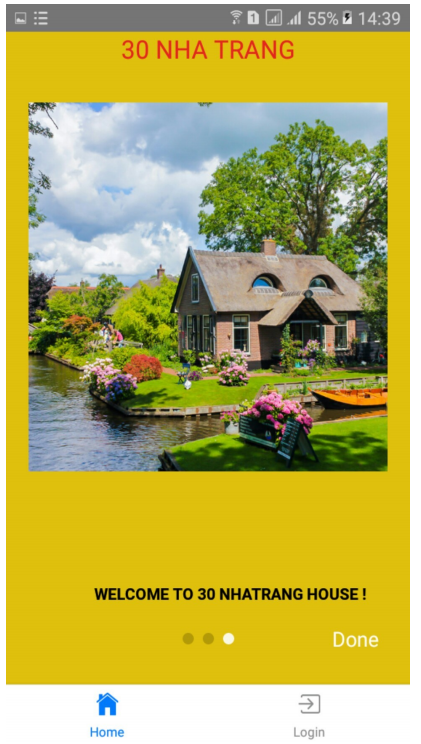 55% 14:39
30 NHA TRANG
WELCOME TO 30 NHATRANG HOUSE !
Done
Home
Login